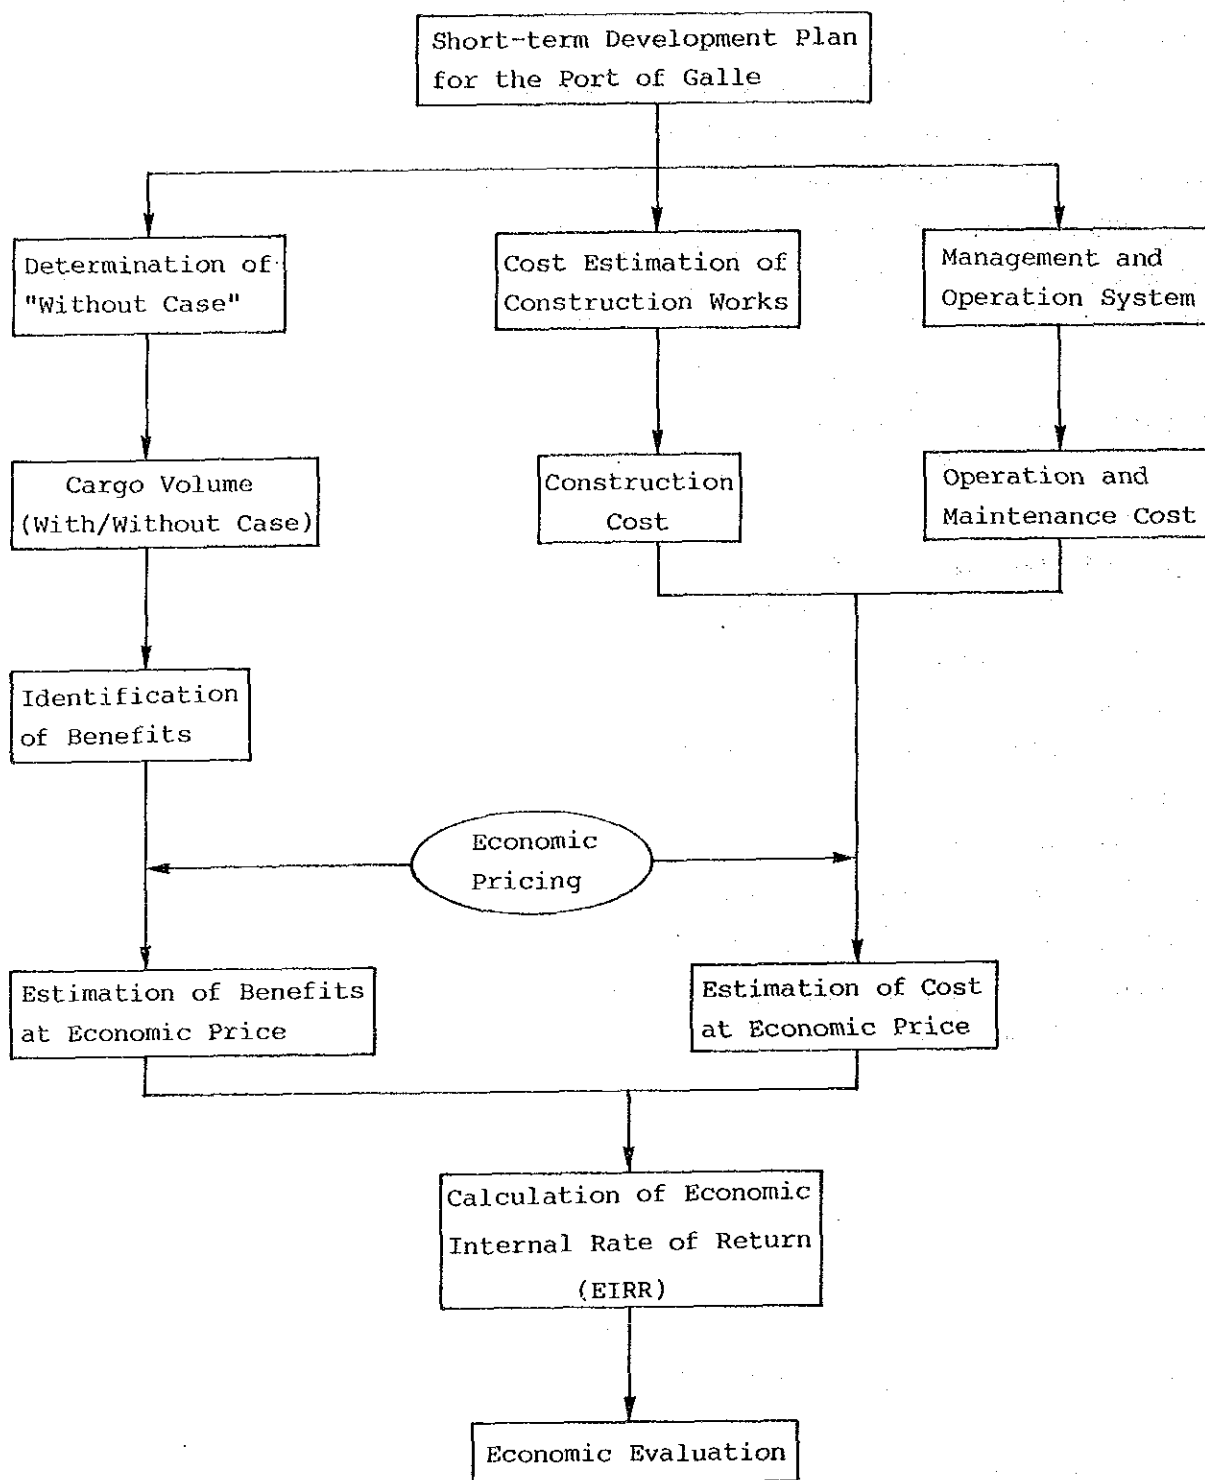 Short-term Development Plan
for the Port of Galle
Determination of
"Without Case"
Cost Estimation of
Construction Works
Management and
Operation System
Cargo Volume
(With/Without Case)
Construction
Cost
Operation and
Maintenance Cost
Identification
of Benefits
Economic
Pricing
Estimation of Benefits
at Economic Price
Estimation of Cost
at Economic Price
Calculation of Economic
Internal Rate of Return
(EIRR)
Economic Evaluation